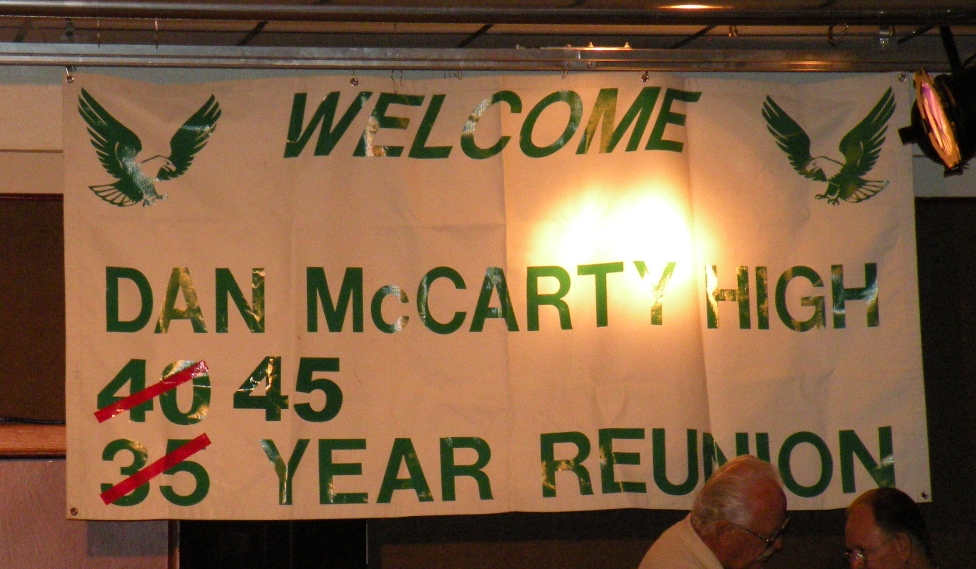 WELCOME
DAN McCARTY HIGH
40 45
35 YEAR REUNION